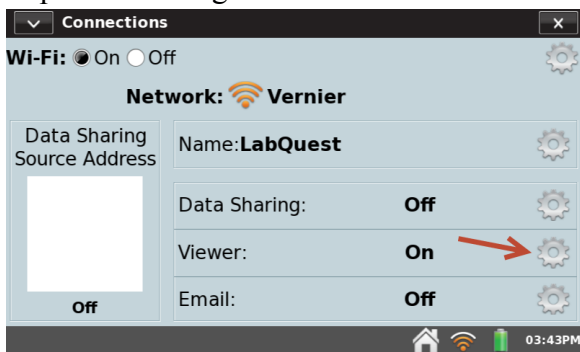 Connections
Wi-Fi: On Off
Network: Vernier
Data Sharing
Source Address
Off
Name:LabQuest
Data Sharing: Off
Viewer: On
Email: Off
03:43PM